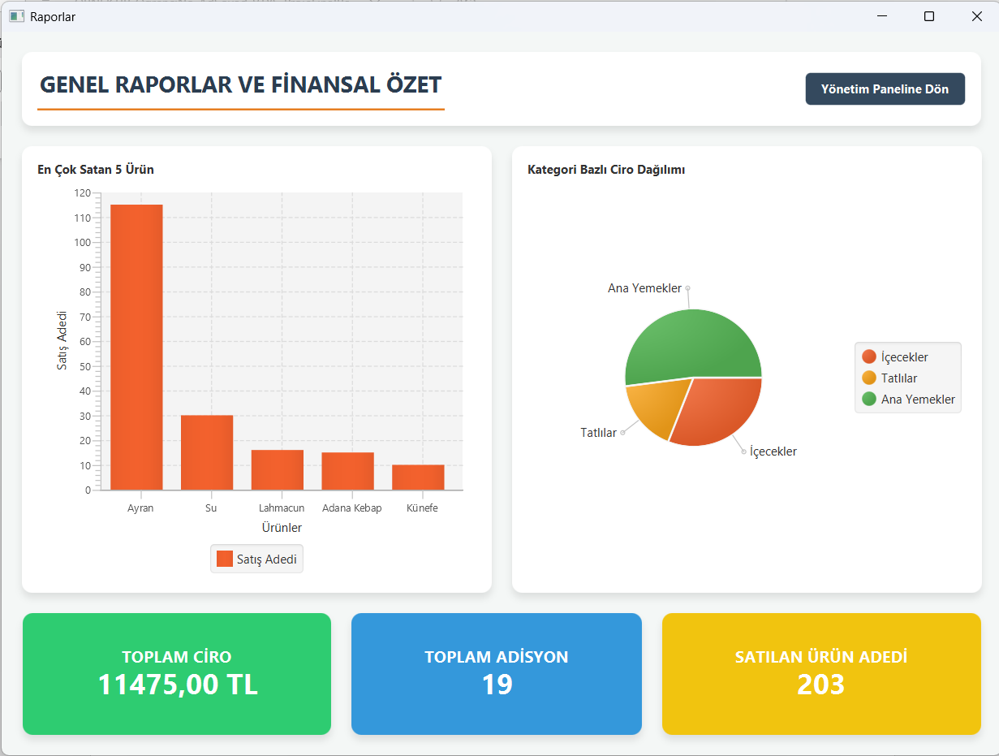 Raporlar
GENEL RAPORLAR VE FİNANSAL ÖZET
Yönetim Paneline Dön
En Çok Satan 5 Ürün
120
110
100
90
80
70
60
50
40
30
20
10
0
Satış Adedi
Ayran Su Lahmacun Adana Kebap Künefe
Ürünler
Satış Adedi
Kategori Bazlı Ciro Dağılımı
Ana Yemekler
Tatlılar
İçecekler
İçecekler
Tatlılar
Ana Yemekler
TOPLAM CİRO
11475,00 TL
TOPLAM ADİSYON
19
SATILAN ÜRÜN ADEDİ
203